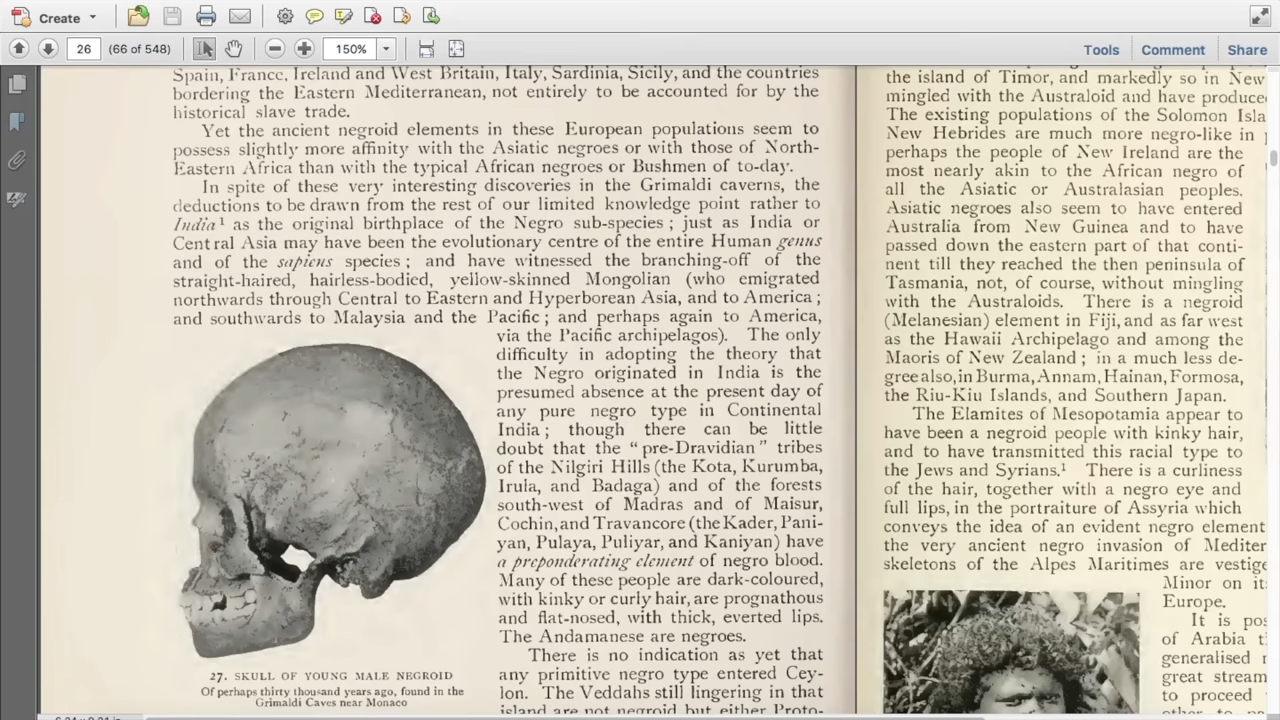 Create
26
(66 of 548)
150%
Tools
Comment
Share
Spain, France, Ireland and West Britain, Italy, Sardinia, Sicily, and the countries
bordering the Eastern Mediterranean, not entirely to be accounted for by the
historical slave trade.
Yet the ancient negroid elements in these European populations seem to
possess slightly more affinity with the Asiatic negroes or with those of North-
Eastern Africa than with the typical African negroes or Bushmen of to-day.
In spite of these very interesting discoveries in the Grimaldi caverns, the
deductions to be drawn from the rest of our limited knowledge point rather to
India¹ as the original birthplace of the Negro sub-species ; just as India or
Central Asia may have been the evolutionary centre of the entire Human genus
and of the sapiens species ; and have witnessed the branching-off of the
straight-haired, hairless-bodied, yellow-skinned Mongolian (who emigrated
northwards through Central to Eastern and Hyperborean Asia, and to America ;
and southwards to Malaysia and the Pacific ; and perhaps again to America,
via the Pacific archipelagos). The only
difficulty in adopting the theory that
the Negro originated in India is the
presumed absence at the present day of
any pure negro type in Continental
India ; though there can be little
doubt that the "pre-Dravidian" tribes
of the Nilgiri Hills (the Kota, Kurumba,
Irula, and Badaga) and of the forests
south-west of Madras and of Maisur,
Cochin, and Travancore (the Kader, Pani-
yan, Pulaya, Puliyar, and Kaniyan) have
a preponderating element of negro blood.
Many of these people are dark-coloured,
with kinky or curly hair, are prognathous
and flat-nosed, with thick, everted lips.
The Andamanese are negroes.
There is no indication as yet that
any primitive negro type entered Cey-
lon. The Veddahs still lingering in that
island are not negroid but either Proto-
27. SKULL OF YOUNG MALE NEGROID
Of perhaps thirty thousand years ago, found in the
Grimaldi Caves near Monaco
the island of Timor, and markedly so in New
mingled with the Australoid and have produce
The existing populations of the Solomon Isla
New Hebrides are much more negro-like in
perhaps the people of New Ireland are the
most nearly akin to the African negro of
all the Asiatic or Australasian peoples.
Asiatic negroes also seem to have entered
Australia from New Guinea and to have
passed down the eastern part of that conti-
nent till they reached the then peninsula of
Tasmania, not, of course, without mingling
with the Australoids. There is a negroid
(Melanesian) element in Fiji, and as far west
as the Hawaii Archipelago and among the
Maoris of New Zealand ; in a much less de-
gree also, in Burma, Annam, Hainan, Formosa,
the Riu-Kiu Islands, and Southern Japan.
The Elamites of Mesopotamia appear to
have been a negroid people with kinky hair,
and to have transmitted this racial type to
the Jews and Syrians.¹ There is a curliness
of the hair, together with a negro eye and
full lips, in the portraiture of Assyria which
conveys the idea of an evident negro element
the very ancient negro invasion of Mediter
skeletons of the Alpes Maritimes are vestige
Minor on it
Europe.
It is pos
of Arabia t
generalised
great stream
to proceed